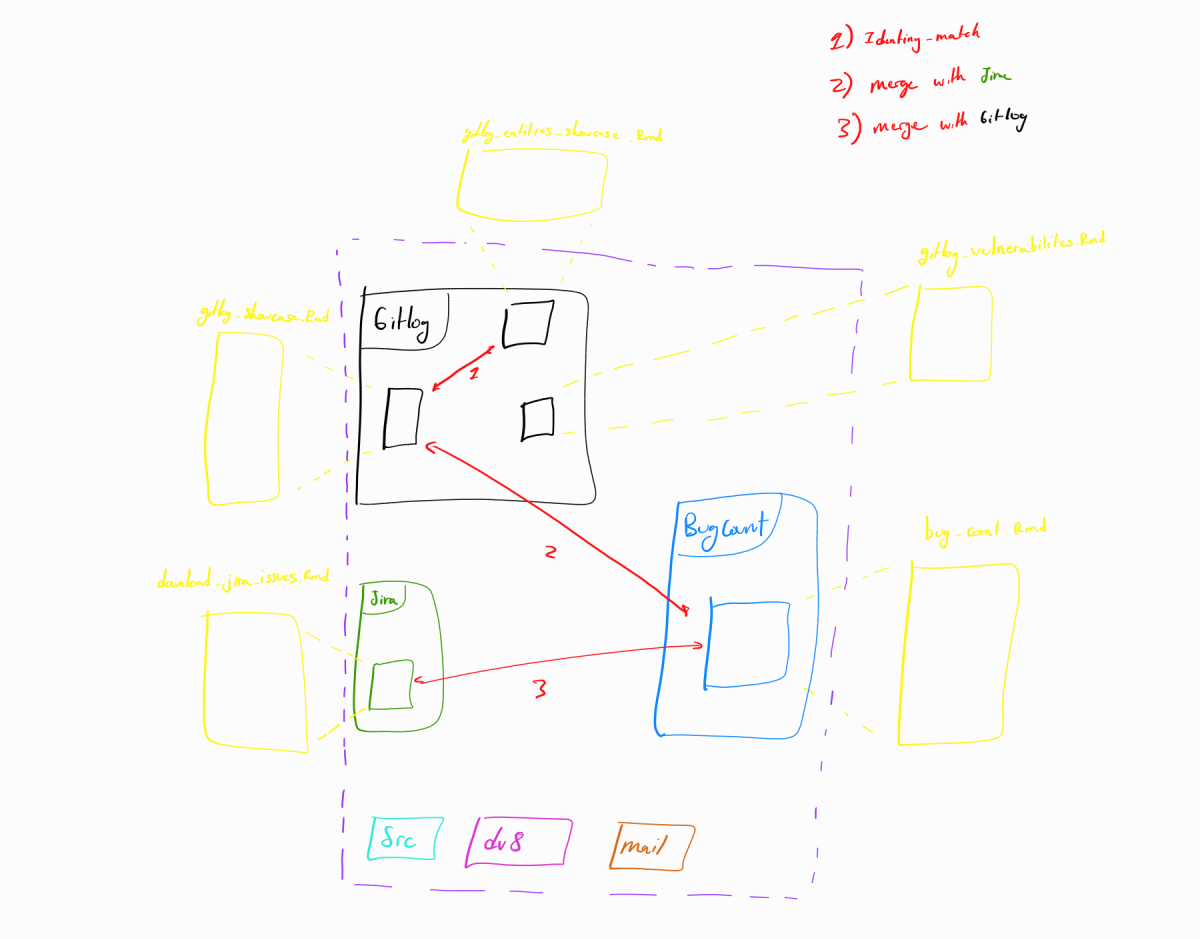 1) Identity-match
2) merge with Jira
3) merge with Gitlog
gitlog_entities_showcase.Rmd
gitlog_vulnerabilites.Rmd
gitlog_showcase.Rmd
Gitlog
1
BugCount
bug_count.Rmd
2
download_jira_issues.Rmd
Jira
3
Src
dv8
mail